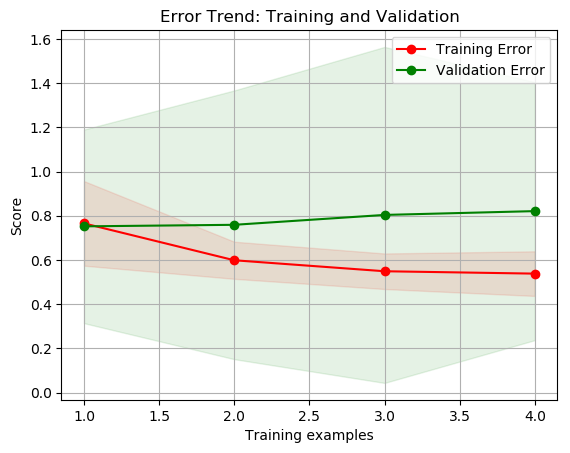 Error Trend: Training and Validation
Training Error
Validation Error
Score
1.6
1.4
1.2
1.0
0.8
0.6
0.4
0.2
0.0
1.0 1.5 2.0 2.5 3.0 3.5 4.0
Training examples